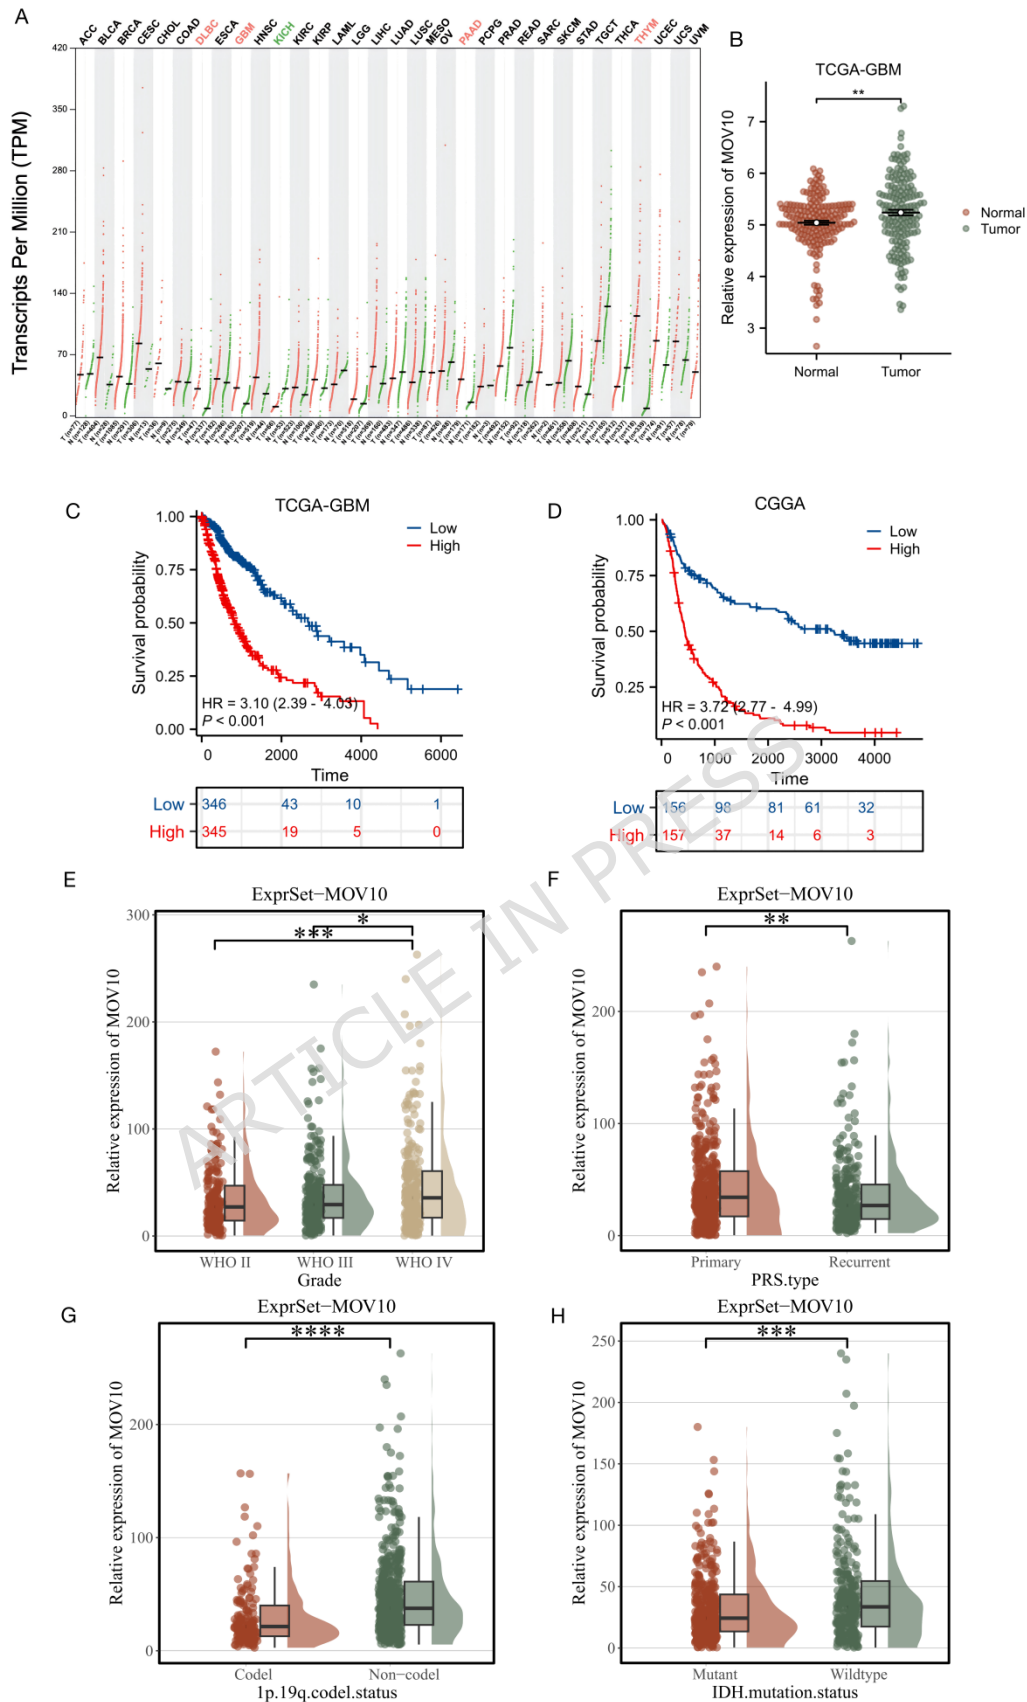 A
ACC
BLCA
BRCA
CESC
CHOL
COAD
DLBC
ESCA
GBM
HNSC
KICH
KIRC
KIRP
LAML
LGG
LIHC
LUAD
LUSC
MESO
OV
PAAD
PCPG
PRAD
READ
SARC
SKCM
STAD
TGCT
THCA
THYM
UCEC
UCS
UVM
420
350
280
210
140
70
0
Transcripts Per Million (TPM)
B
TCGA-GBM
**
7
6
5
4
3
Relative expression of MOV10
Normal
Tumor
Normal
Tumor
C
TCGA-GBM
Low
High
1.00
0.75
0.50
0.25
0.00
Survival probability
HR = 3.10 (2.39 - 4.03)
P < 0.001
0 2000 4000 6000
Time
Low 346 43 10 1
High 345 19 5 0
D
CGGA
Low
High
1.00
0.75
0.50
0.25
Survival probability
HR = 3.72 (2.77 - 4.99)
P < 0.001
0 1000 2000 3000 4000
Time
Low 156 98 81 61 32
High 157 37 14 6 3
ARTICLE IN PRESS
E
ExprSet−MOV10
*
***
300
200
100
0
Relative expression of MOV10
WHO II WHO III WHO IV
Grade
F
ExprSet−MOV10
**
200
100
0
Relative expression of MOV10
Primary Recurrent
PRS.type
G
ExprSet−MOV10
****
200
100
0
Relative expression of MOV10
Codel Non−codel
1p.19q.codel.status
H
ExprSet−MOV10
***
250
200
150
100
50
0
Relative expression of MOV10
Mutant Wildtype
IDH.mutation.status